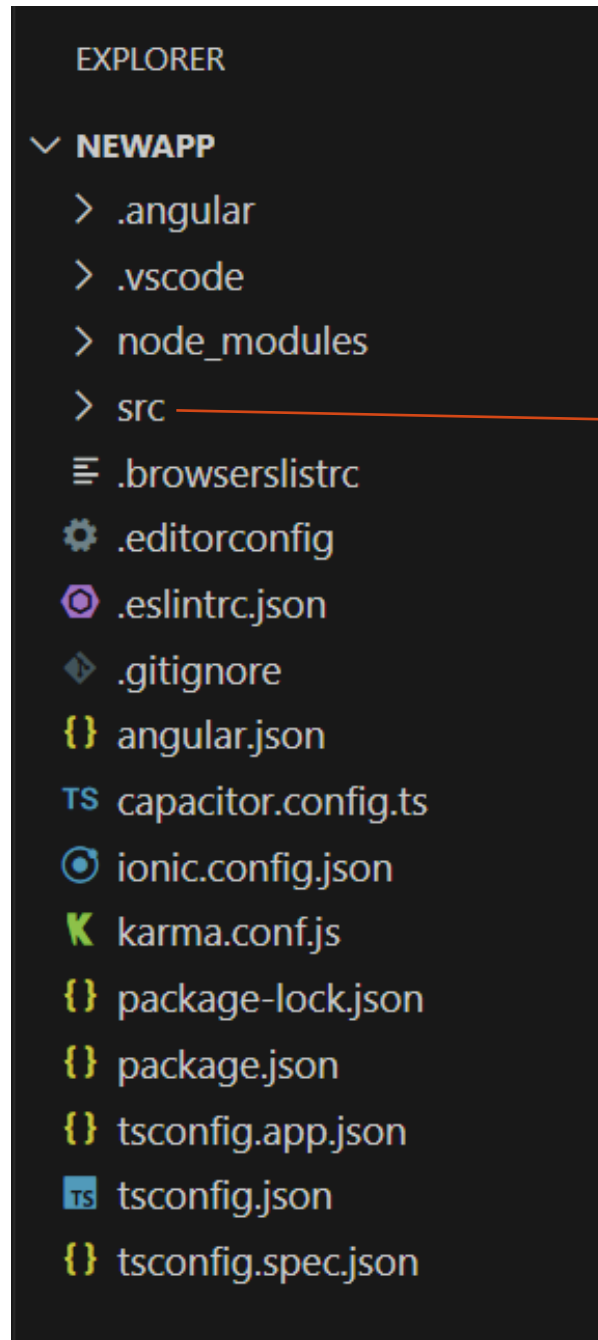 EXPLORER
NEWAPP
.angular
.vscode
node_modules
src
.browserslistrc
.editorconfig
.eslintrc.json
.gitignore
{} angular.json
TS capacitor.config.ts
ionic.config.json
karma.conf.js
{} package-lock.json
{} package.json
{} tsconfig.app.json
TS tsconfig.json
{} tsconfig.spec.json